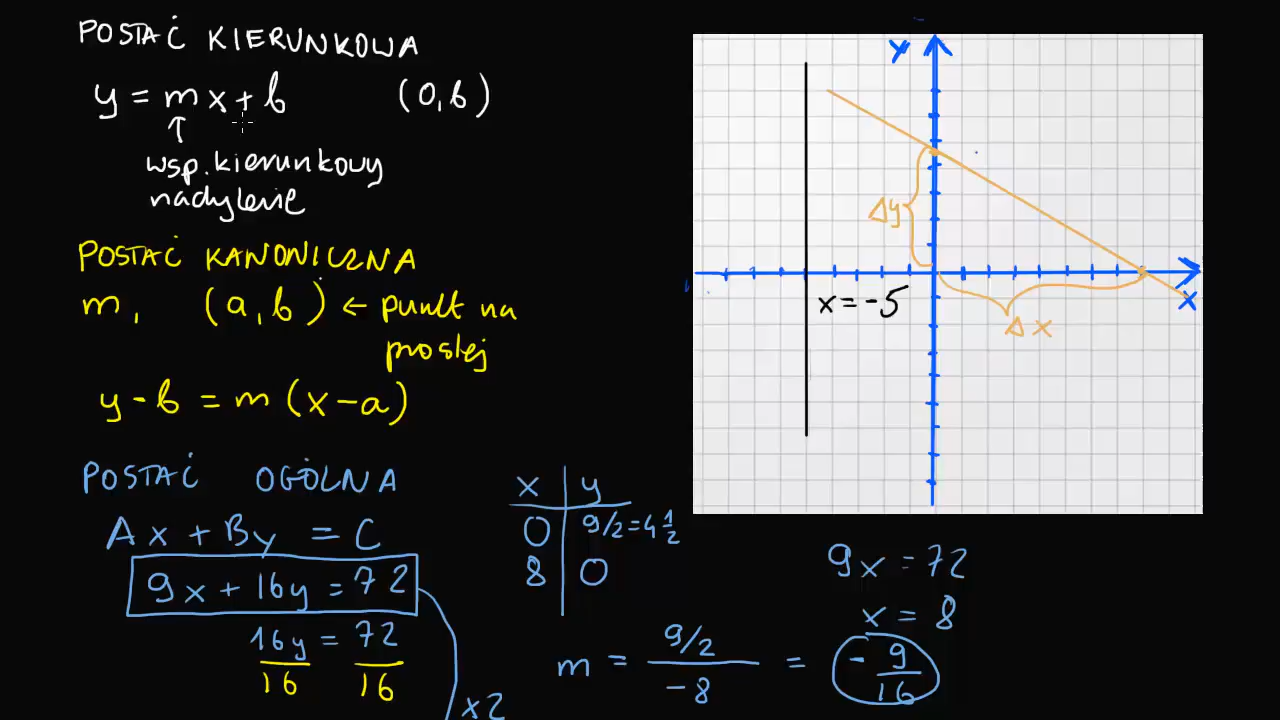 POSTAĆ KIERUNKOWA
y = mx + b (0, b)
↑
wsp. kierunkowy
nadylenie
POSTAĆ KANONICZNA
m, (a, b) ← punkt na
prostej
y - b = m (x - a)
POSTAĆ OGÓLNA
Ax + By = C
9x + 16y = 72
16y = 72
16 16
x2
x y
0 9/2 = 4 1/2
8 0
m = 9/2 / -8 = - 9/16
9x = 72
x = 8
y
Δy
x = -5
x
Δx